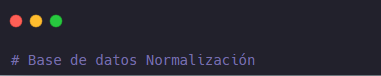 # Base de datos Normalización